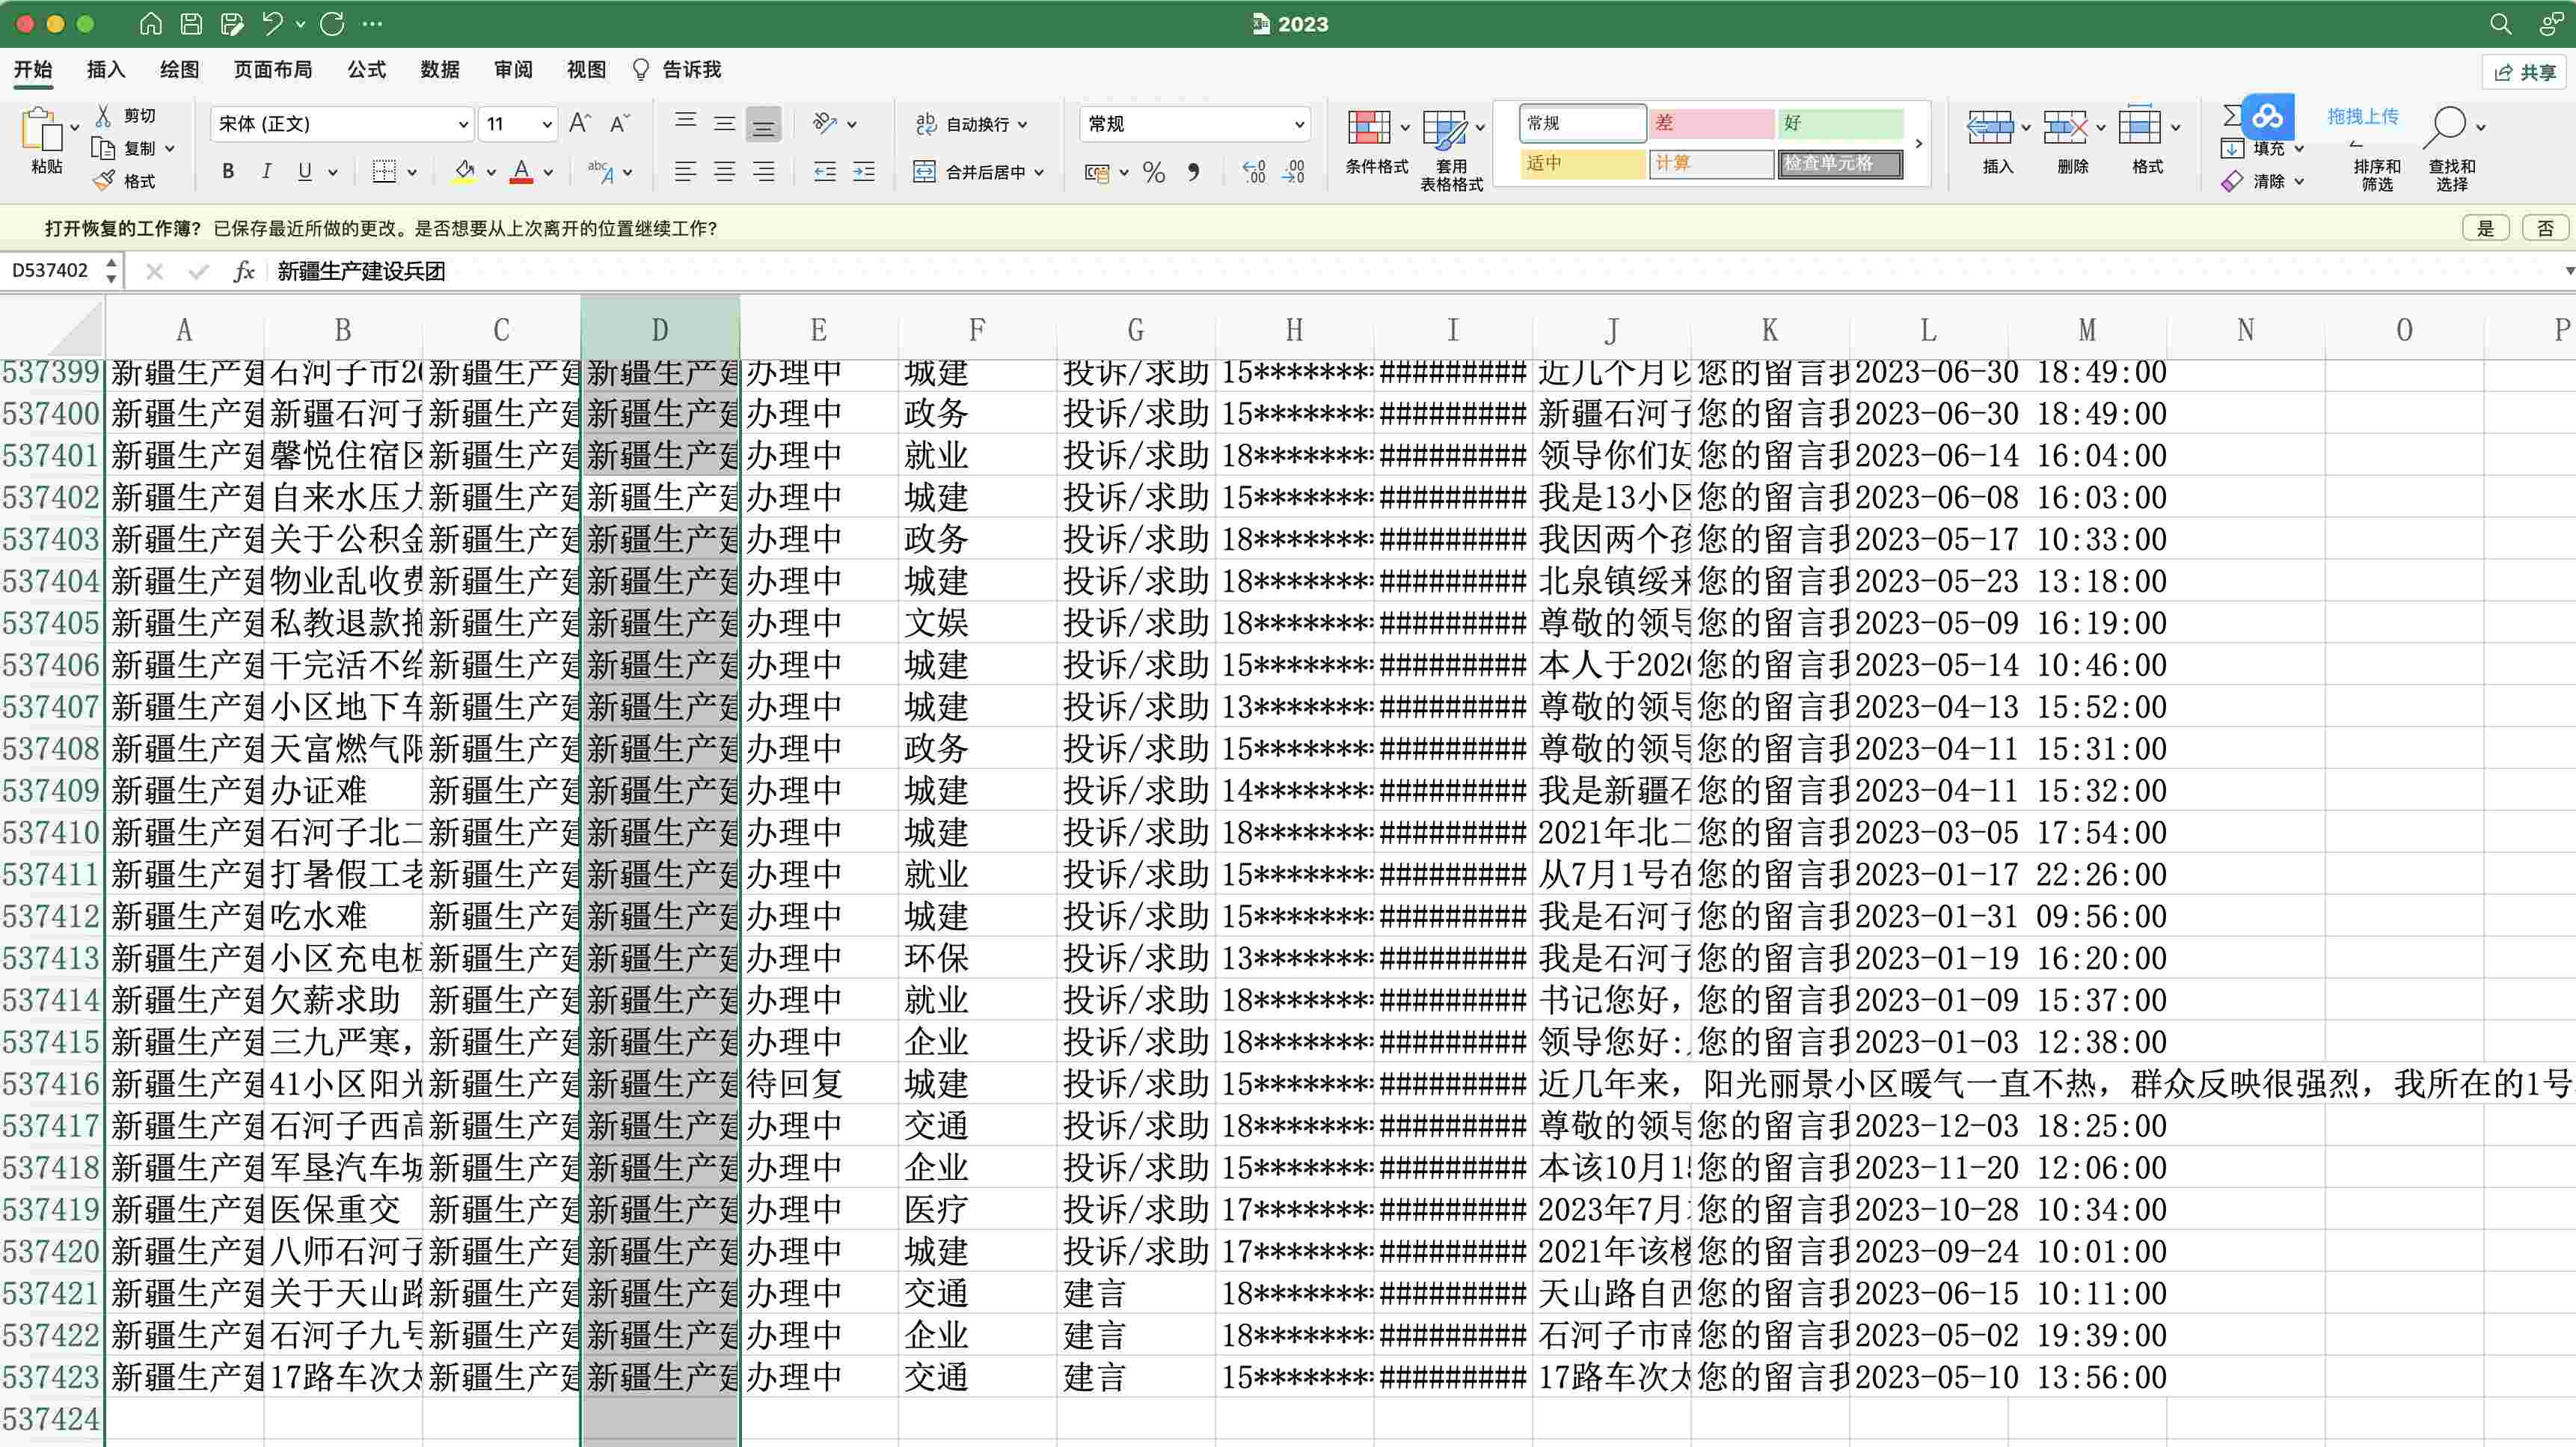 2023
开始 插入 绘图 页面布局 公式 数据 审阅 视图 告诉我 共享
粘贴 剪切 复制 格式
宋体 (正文) 11
B I U
自动换行
合并后居中
常规
条件格式 套用表格格式
常规 差 好
适中 计算 检查单元格
插入 删除 格式
填充 清除
拖拽上传
排序和筛选 查找和选择
打开恢复的工作簿? 已保存最近所做的更改。是否想要从上次离开的位置继续工作? 是 否
D537402 fx 新疆生产建设兵团
A B C D E F G H I J K L M N O P
537399 新疆生产建 石河子市20 新疆生产建 新疆生产建 办理中 城建 投诉/求助 15******* ######### 近几个月以 您的留言我 2023-06-30 18:49:00
537400 新疆生产建 新疆石河子 新疆生产建 新疆生产建 办理中 政务 投诉/求助 15******* ######### 新疆石河子 您的留言我 2023-06-30 18:49:00
537401 新疆生产建 馨悦住宿区 新疆生产建 新疆生产建 办理中 就业 投诉/求助 18******* ######### 领导你们好 您的留言我 2023-06-14 16:04:00
537402 新疆生产建 自来水压力 新疆生产建 新疆生产建 办理中 城建 投诉/求助 15******* ######### 我是13小区 您的留言我 2023-06-08 16:03:00
537403 新疆生产建 关于公积金 新疆生产建 新疆生产建 办理中 政务 投诉/求助 18******* ######### 我因两个孩 您的留言我 2023-05-17 10:33:00
537404 新疆生产建 物业乱收费 新疆生产建 新疆生产建 办理中 城建 投诉/求助 18******* ######### 北泉镇绥来 您的留言我 2023-05-23 13:18:00
537405 新疆生产建 私教退款拖 新疆生产建 新疆生产建 办理中 文娱 投诉/求助 18******* ######### 尊敬的领导 您的留言我 2023-05-09 16:19:00
537406 新疆生产建 干完活不给 新疆生产建 新疆生产建 办理中 城建 投诉/求助 15******* ######### 本人于2020 您的留言我 2023-05-14 10:46:00
537407 新疆生产建 小区地下车 新疆生产建 新疆生产建 办理中 城建 投诉/求助 13******* ######### 尊敬的领导 您的留言我 2023-04-13 15:52:00
537408 新疆生产建 天富燃气限 新疆生产建 新疆生产建 办理中 政务 投诉/求助 15******* ######### 尊敬的领导 您的留言我 2023-04-11 15:31:00
537409 新疆生产建 办证难 新疆生产建 新疆生产建 办理中 城建 投诉/求助 14******* ######### 我是新疆石 您的留言我 2023-04-11 15:32:00
537410 新疆生产建 石河子北二 新疆生产建 新疆生产建 办理中 城建 投诉/求助 18******* ######### 2021年北二 您的留言我 2023-03-05 17:54:00
537411 新疆生产建 打暑假工老 新疆生产建 新疆生产建 办理中 就业 投诉/求助 15******* ######### 从7月1号在 您的留言我 2023-01-17 22:26:00
537412 新疆生产建 吃水难 新疆生产建 新疆生产建 办理中 城建 投诉/求助 15******* ######### 我是石河子 您的留言我 2023-01-31 09:56:00
537413 新疆生产建 小区充电桩 新疆生产建 新疆生产建 办理中 环保 投诉/求助 13******* ######### 我是石河子 您的留言我 2023-01-19 16:20:00
537414 新疆生产建 欠薪求助 新疆生产建 新疆生产建 办理中 就业 投诉/求助 18******* ######### 书记您好, 您的留言我 2023-01-09 15:37:00
537415 新疆生产建 三九严寒, 新疆生产建 新疆生产建 办理中 企业 投诉/求助 18******* ######### 领导您好: 您的留言我 2023-01-03 12:38:00
537416 新疆生产建 41小区阳光 新疆生产建 新疆生产建 待回复 城建 投诉/求助 15******* ######### 近几年来, 阳光丽景小区暖气一直不热, 群众反映很强烈, 我所在的1号
537417 新疆生产建 石河子西高 新疆生产建 新疆生产建 办理中 交通 投诉/求助 18******* ######### 尊敬的领导 您的留言我 2023-12-03 18:25:00
537418 新疆生产建 军垦汽车城 新疆生产建 新疆生产建 办理中 企业 投诉/求助 15******* ######### 本该10月15 您的留言我 2023-11-20 12:06:00
537419 新疆生产建 医保重交 新疆生产建 新疆生产建 办理中 医疗 投诉/求助 17******* ######### 2023年7月 您的留言我 2023-10-28 10:34:00
537420 新疆生产建 八师石河子 新疆生产建 新疆生产建 办理中 城建 投诉/求助 17******* ######### 2021年该楼 您的留言我 2023-09-24 10:01:00
537421 新疆生产建 关于天山路 新疆生产建 新疆生产建 办理中 交通 建言 18******* ######### 天山路自西 您的留言我 2023-06-15 10:11:00
537422 新疆生产建 石河子九号 新疆生产建 新疆生产建 办理中 企业 建言 18******* ######### 石河子市南 您的留言我 2023-05-02 19:39:00
537423 新疆生产建 17路车次太 新疆生产建 新疆生产建 办理中 交通 建言 15******* ######### 17路车次太 您的留言我 2023-05-10 13:56:00
537424